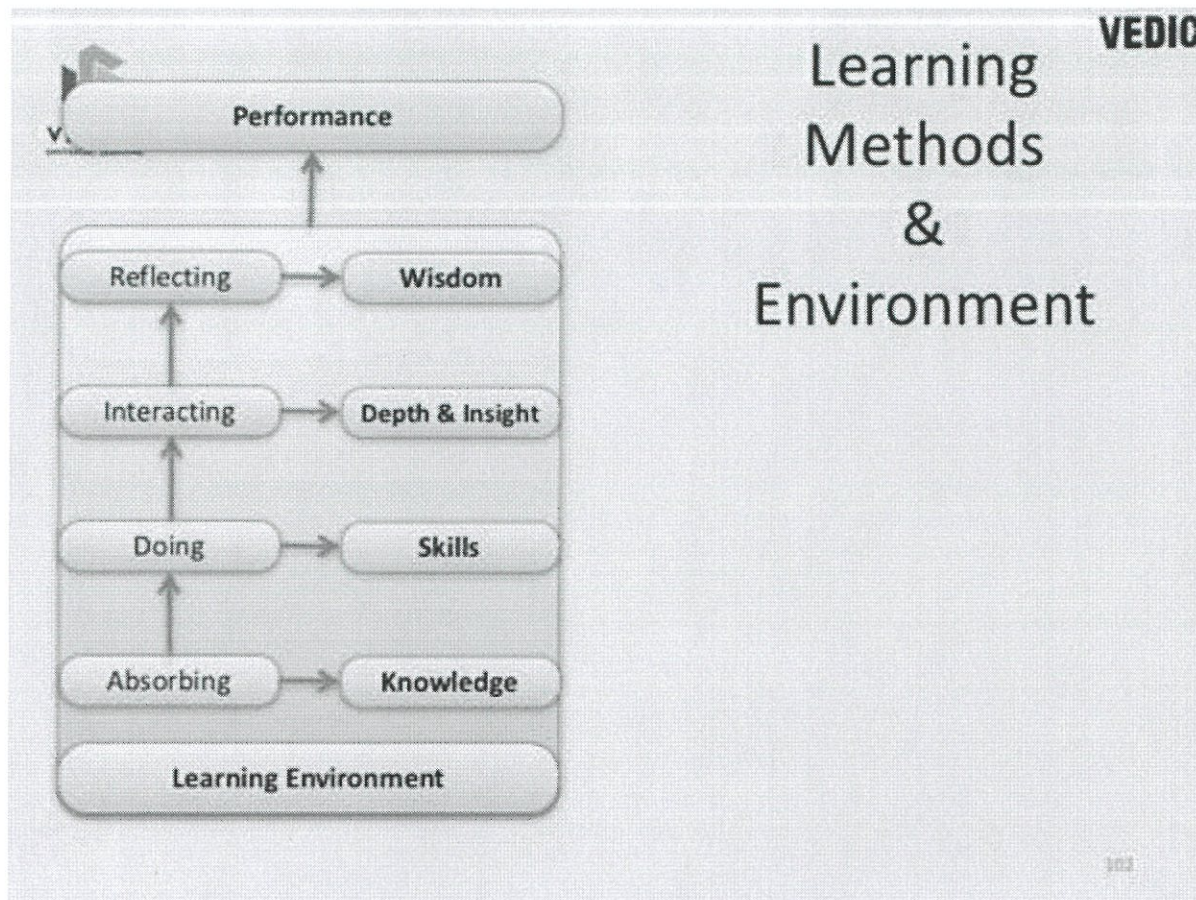 VEDIC
Learning
Methods
&
Environment
Performance
Reflecting
Wisdom
Interacting
Depth & Insight
Doing
Skills
Absorbing
Knowledge
Learning Environment